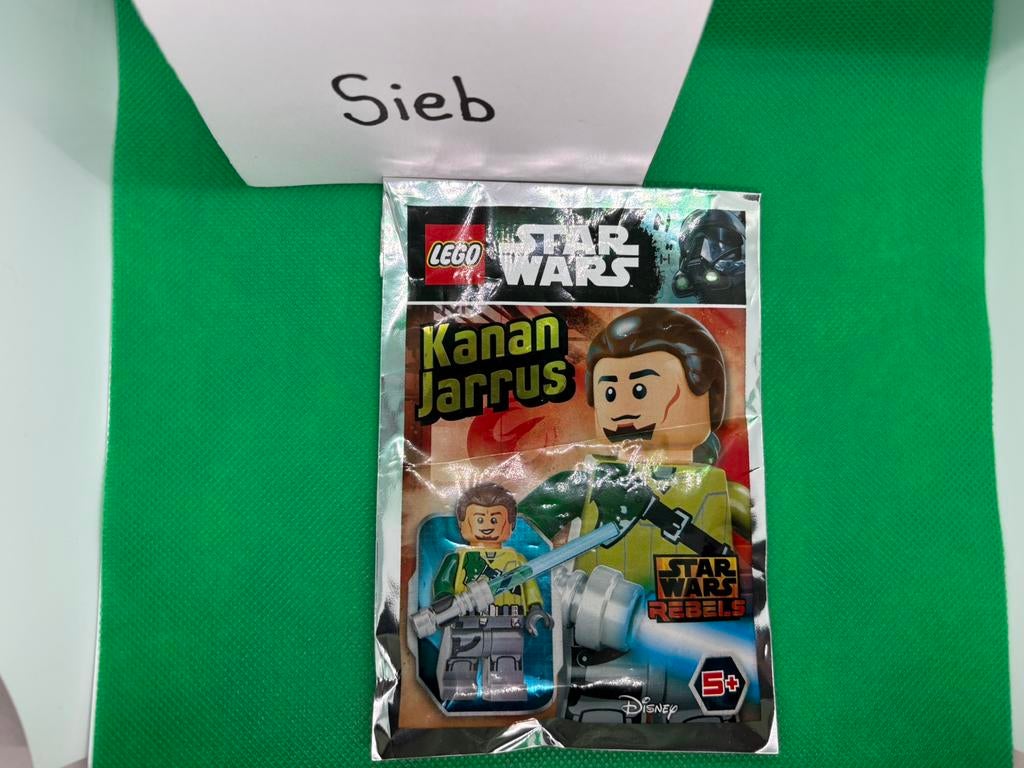 Sieb
LEGO
STAR
WARS
Kanan
Jarrus
STAR
WARS
REBELS
5+
Disney